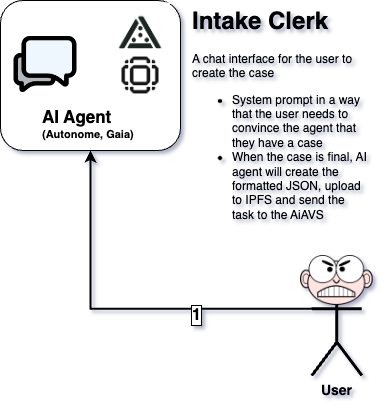 Intake Clerk
A chat interface for the user to
create the case
• System prompt in a way
that the user needs to
convince the agent that
they have a case
• When the case is final, AI
agent will create the
formatted JSON, upload
to IPFS and send the
task to the AiAVS
AI Agent
(Autonome, Gaia)
1
User